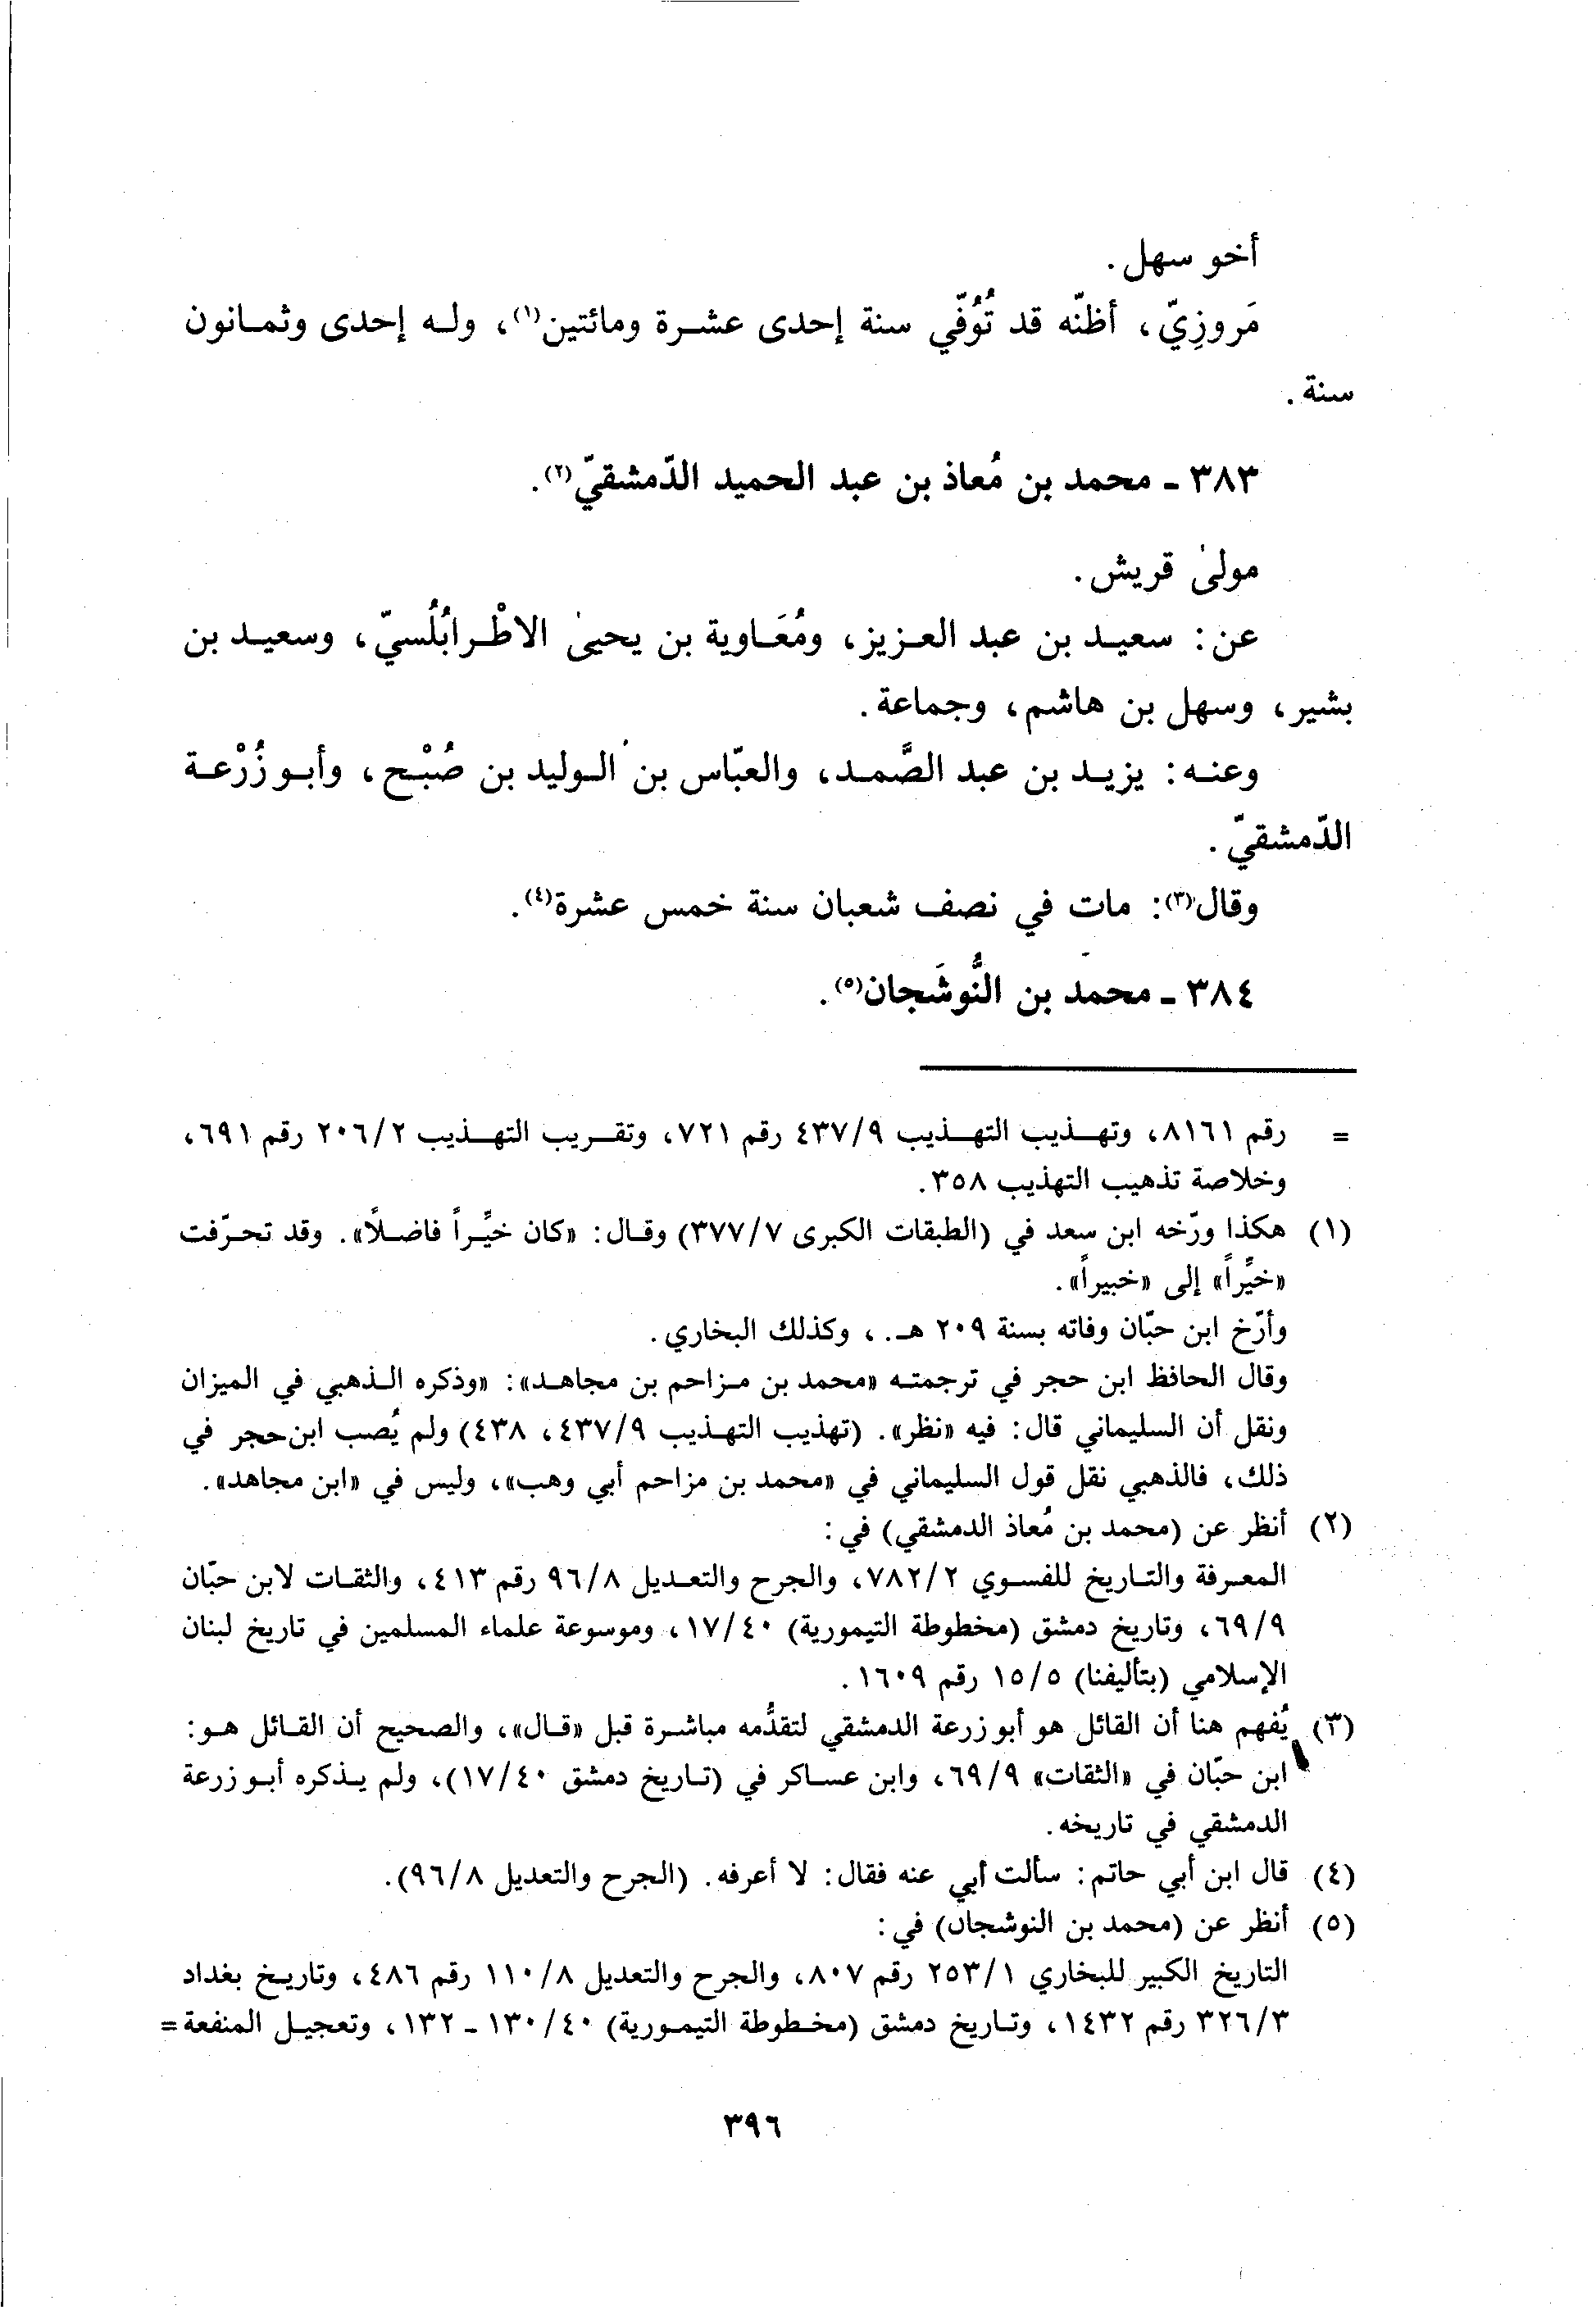 أخو سهل.
مَروزِيّ، أظنّه قد تُوُفّي سنة إحدى عشرة ومائتين(١)، وله إحدى وثمانون
سنة.
٣٨٣ ـ محمد بن مُعاذ بن عبد الحميد الدّمشقيّ(٢).
مولىٰ قريش.
عن: سعيد بن عبد العزيز، ومُعَاوية بن يحيىٰ الاطْرابُلُسيّ، وسعيد بن
بشير، وسهل بن هاشم، وجماعة.
وعنه: يزيد بن عبد الصَّمد، والعبّاس بن الوليد بن صُبْح، وأبو زُرْعة
الدّمشقيّ.
وقال(٣): مات في نصف شعبان سنة خمس عشرة(٤).
٣٨٤ ـ محمد بن النُّوشَجان(٥).
= رقم ٨١٦١، وتهذيب التهذيب ٤٣٧/٩ رقم ٧٢١، وتقريب التهذيب ٢٠٦/٢ رقم ٦٩١،
وخلاصة تذهيب التهذيب ٣٥٨.
(١) هكذا ورّخه ابن سعد في (الطبقات الكبرى ٣٧٧/٧) وقال: «كان خيِّراً فاضلاً». وقد تحرّفت
«خيِّراً» إلى «خبيراً».
وأرّخ ابن حبّان وفاته بسنة ٢٠٩ هـ.، وكذلك البخاري.
وقال الحافظ ابن حجر في ترجمته «محمد بن مزاحم بن مجاهد»: «وذكره الذهبي في الميزان
ونقل أن السليماني قال: فيه «نظر». (تهذيب التهذيب ٤٣٧/٩، ٤٣٨) ولم يُصب ابن حجر في
ذلك، فالذهبي نقل قول السليماني في «محمد بن مزاحم أبي وهب»، وليس في «ابن مجاهد».
(٢) أنظر عن (محمد بن مُعاذ الدمشقي) في:
المعرفة والتاريخ للفسوي ٧٨٢/٢، والجرح والتعديل ٩٦/٨ رقم ٤١٣، والثقات لابن حبّان
٦٩/٩، وتاريخ دمشق (مخطوطة التيمورية) ١٧/٤٠، وموسوعة علماء المسلمين في تاريخ لبنان
الإسلامي (بتأليفنا) ١٥/٥ رقم ١٦٠٩.
(٣) يُفهم هنا أن القائل هو أبو زرعة الدمشقي لتقدُّمه مباشرة قبل «قال»، والصحيح أن القائل هو:
ابن حبّان في «الثقات» ٦٩/٩، وابن عساكر في (تاريخ دمشق ١٧/٤٠)، ولم يذكره أبو زرعة
الدمشقي في تاريخه.
(٤) قال ابن أبي حاتم: سألت أبي عنه فقال: لا أعرفه. (الجرح والتعديل ٩٦/٨).
(٥) أنظر عن (محمد بن النوشجان) في:
التاريخ الكبير للبخاري ٢٥٣/١ رقم ٨٠٧، والجرح والتعديل ١١٠/٨ رقم ٤٨٦، وتاريخ بغداد
٣٢٦/٣ رقم ١٤٣٢، وتاريخ دمشق (مخطوطة التيمورية) ١٣٠/٤٠ ـ ١٣٢، وتعجيل المنفعة =
٣٩٦